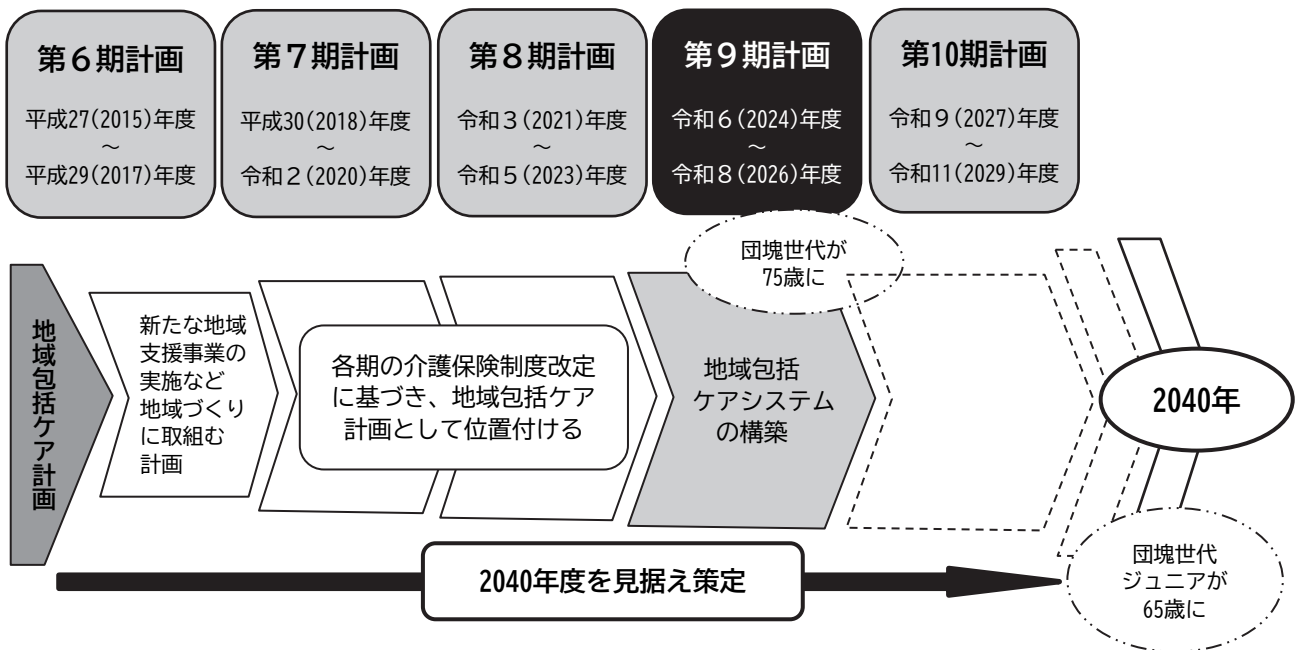 第６期計画
平成27(2015)年度
～
平成29(2017)年度
第７期計画
平成30(2018)年度
～
令和２(2020)年度
第８期計画
令和３(2021)年度
～
令和５(2023)年度
第９期計画
令和６(2024)年度
～
令和８(2026)年度
第10期計画
令和９(2027)年度
～
令和11(2029)年度
団塊世代が
75歳に
地域包括ケア計画
新たな地域
支援事業の
実施など
地域づくり
に取組む
計画
各期の介護保険制度改定
に基づき、地域包括ケア
計画として位置付ける
地域包括
ケアシステム
の構築
2040年
2040年度を見据え策定
団塊世代
ジュニアが
65歳に